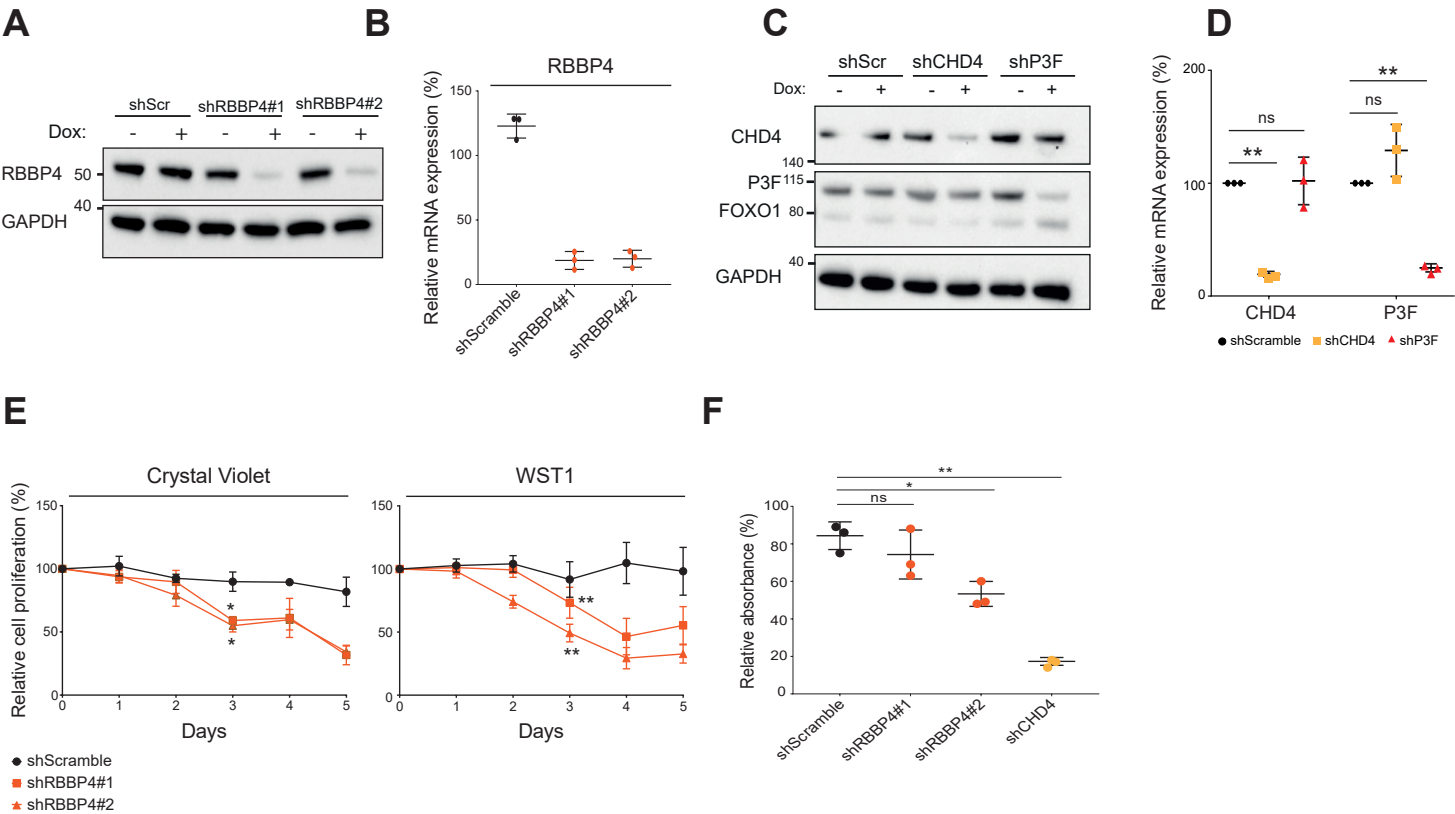 A
shScr shRBBP4#1 shRBBP4#2
Dox: - + - + - +
RBBP4 50
40
GAPDH
B
RBBP4
Relative mRNA expression (%)
150
100
50
0
shScramble
shRBBP4#1
shRBBP4#2
C
shScr shCHD4 shP3F
Dox: - + - + - +
CHD4
140
P3F 115
FOXO1 80
40
GAPDH
D
Relative mRNA expression (%)
200
100
0
ns
**
**
ns
CHD4 P3F
shScramble shCHD4 shP3F
E
Crystal Violet
Relative cell proliferation (%)
150
100
50
0
*
*
0 1 2 3 4 5
Days
WST1
150
100
50
0
**
**
0 1 2 3 4 5
Days
shScramble
shRBBP4#1
shRBBP4#2
F
Relative absorbance (%)
100
80
60
40
20
0
**
*
ns
shScramble
shRBBP4#1
shRBBP4#2
shCHD4